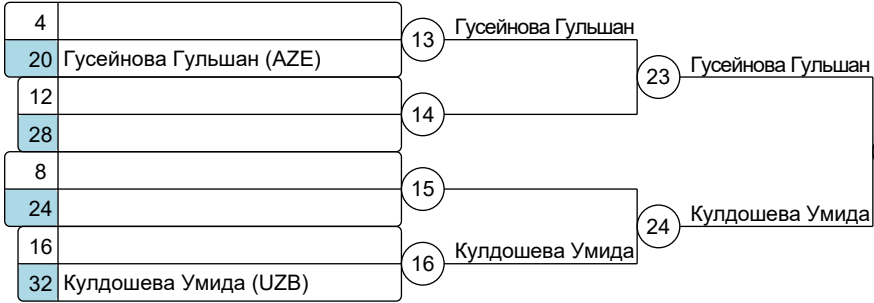 4
20 Гусейнова Гульшан (AZE)
13 Гусейнова Гульшан
12
28
14
23 Гусейнова Гульшан
8
24
15
16
32 Кулдошева Умида (UZB)
16 Кулдошева Умида
24 Кулдошева Умида